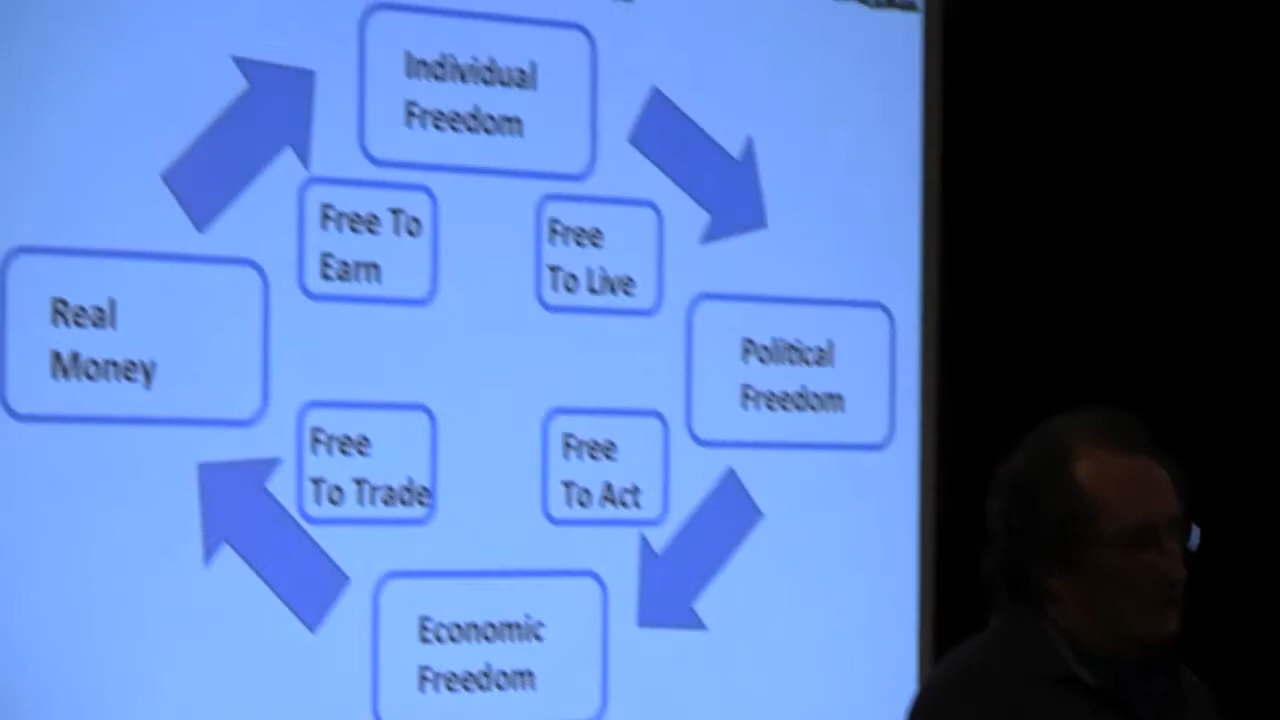 Individual
Freedom
Free To
Earn
Free
To Live
Real
Money
Political
Freedom
Free
To Trade
Free
To Act
Economic
Freedom